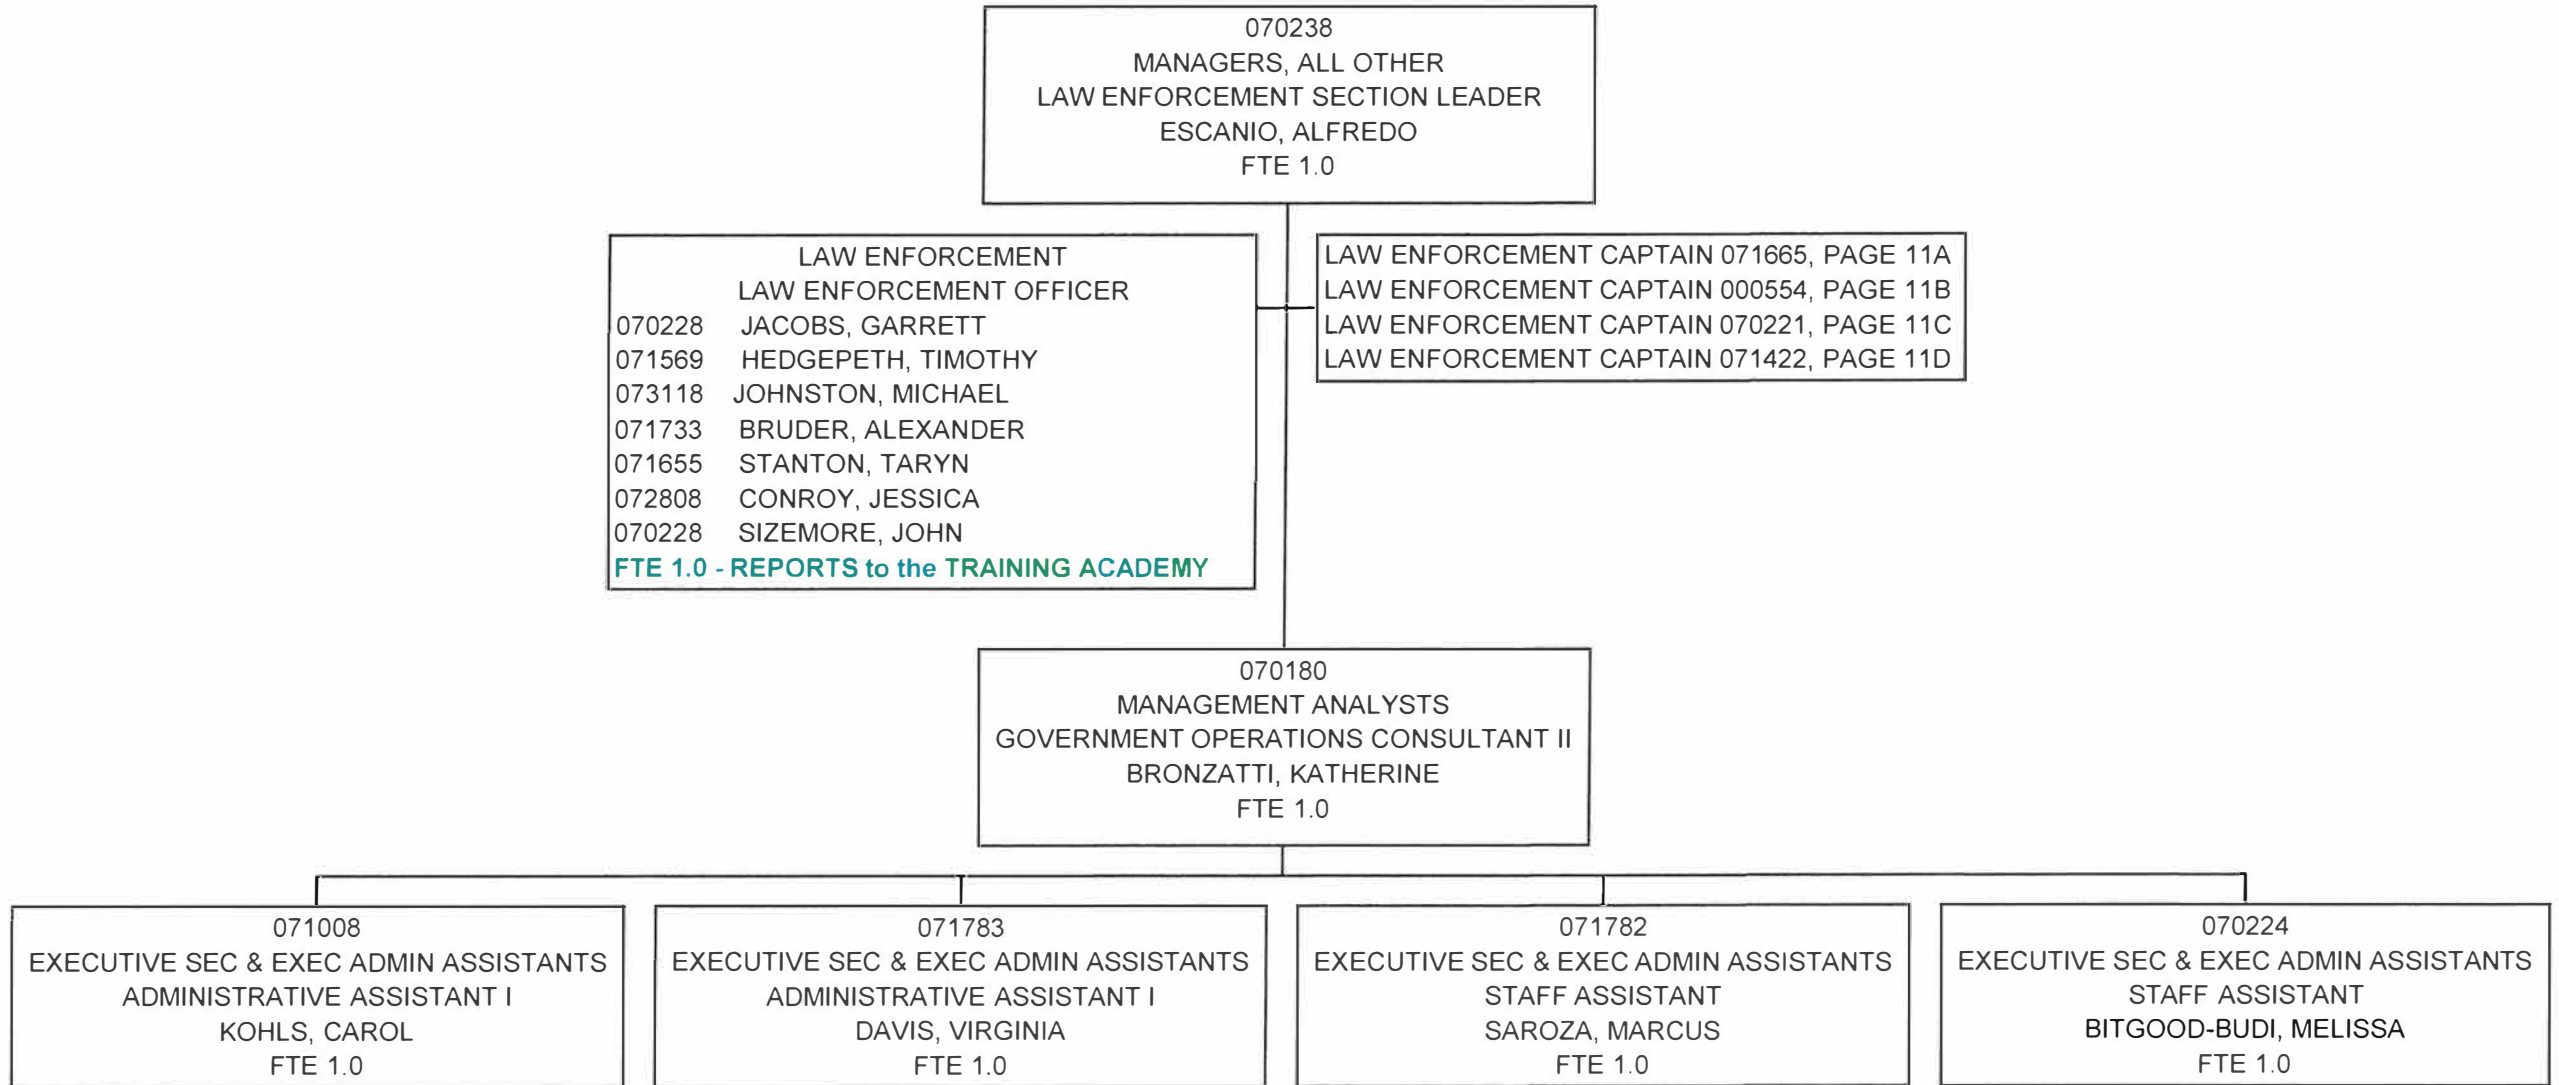 070238
MANAGERS, ALL OTHER
LAW ENFORCEMENT SECTION LEADER
ESCANIO, ALFREDO
FTE 1.0
LAW ENFORCEMENT
LAW ENFORCEMENT OFFICER
070228 JACOBS, GARRETT
071569 HEDGEPETH, TIMOTHY
073118 JOHNSTON, MICHAEL
071733 BRUDER, ALEXANDER
071655 STANTON, TARYN
072808 CONROY, JESSICA
070228 SIZEMORE, JOHN
FTE 1.0 - REPORTS to the TRAINING ACADEMY
LAW ENFORCEMENT CAPTAIN 071665, PAGE 11A
LAW ENFORCEMENT CAPTAIN 000554, PAGE 11B
LAW ENFORCEMENT CAPTAIN 070221, PAGE 11C
LAW ENFORCEMENT CAPTAIN 071422, PAGE 11D
070180
MANAGEMENT ANALYSTS
GOVERNMENT OPERATIONS CONSULTANT II
BRONZATTI, KATHERINE
FTE 1.0
071008
EXECUTIVE SEC & EXEC ADMIN ASSISTANTS
ADMINISTRATIVE ASSISTANT I
KOHLS, CAROL
FTE 1.0
071783
EXECUTIVE SEC & EXEC ADMIN ASSISTANTS
ADMINISTRATIVE ASSISTANT I
DAVIS, VIRGINIA
FTE 1.0
071782
EXECUTIVE SEC & EXEC ADMIN ASSISTANTS
STAFF ASSISTANT
SAROZA, MARCUS
FTE 1.0
070224
EXECUTIVE SEC & EXEC ADMIN ASSISTANTS
STAFF ASSISTANT
BITGOOD-BUDI, MELISSA
FTE 1.0